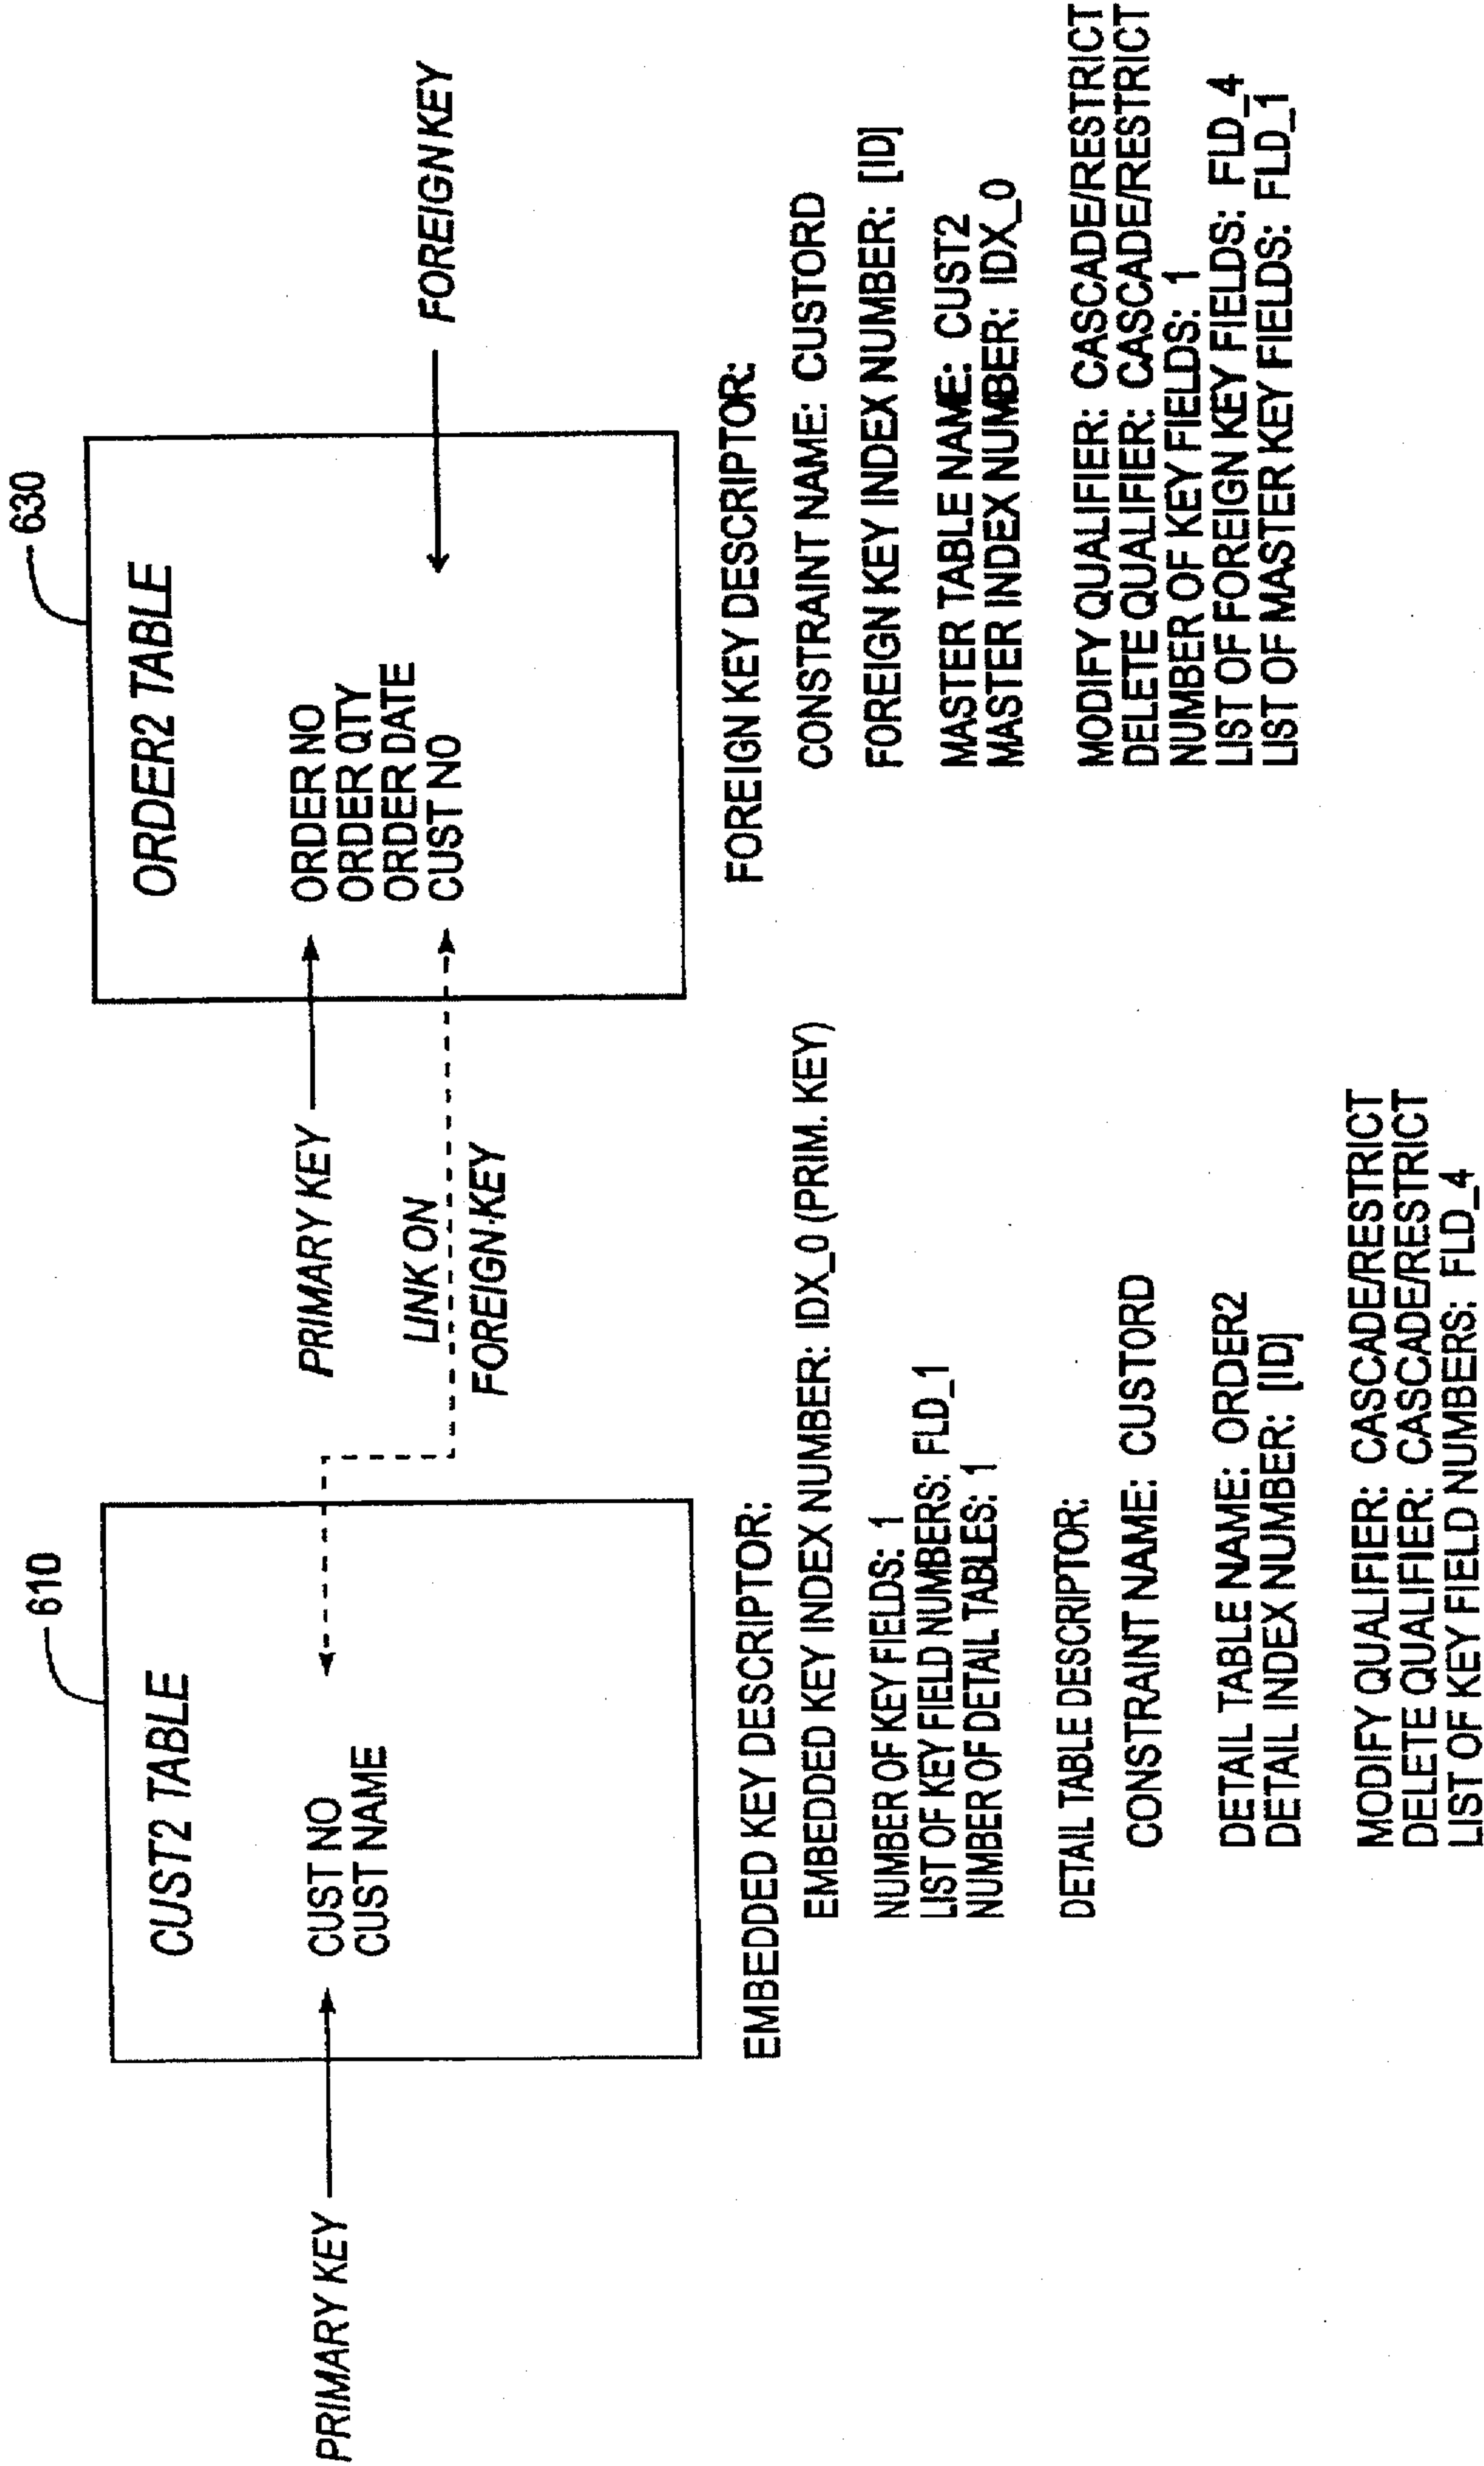 610
CUST2 TABLE
PRIMARY KEY
CUST NO
CUST NAME
LINK ON
FOREIGN-KEY
630
ORDER2 TABLE
PRIMARY KEY
ORDER NO
ORDER QTY
ORDER DATE
CUST NO
FOREIGN KEY
EMBEDDED KEY DESCRIPTOR:
EMBEDDED KEY INDEX NUMBER: IDX_0 (PRIM. KEY)
NUMBER OF KEY FIELDS: 1
LIST OF KEY FIELD NUMBERS: FLD_1
NUMBER OF DETAIL TABLES: 1
DETAIL TABLE DESCRIPTOR:
CONSTRAINT NAME: CUSTORD
DETAIL TABLE NAME: ORDER2
DETAIL INDEX NUMBER: [ID]
MODIFY QUALIFIER: CASCADE/RESTRICT
DELETE QUALIFIER: CASCADE/RESTRICT
LIST OF KEY FIELD NUMBERS: FLD_4
FOREIGN KEY DESCRIPTOR:
CONSTRAINT NAME: CUSTORD
FOREIGN KEY INDEX NUMBER: [ID]
MASTER TABLE NAME: CUST2
MASTER INDEX NUMBER: IDX_0
MODIFY QUALIFIER: CASCADE/RESTRICT
DELETE QUALIFIER: CASCADE/RESTRICT
NUMBER OF KEY FIELDS: 1
LIST OF FOREIGN KEY FIELDS: FLD_4
LIST OF MASTER KEY FIELDS: FLD_1